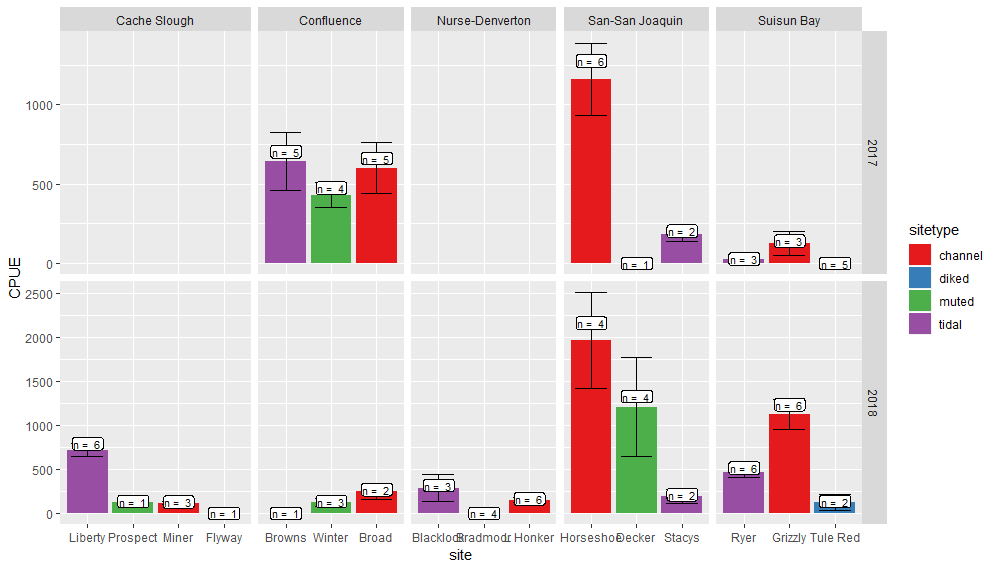 Cache Slough Confluence Nurse-Denverton San-San Joaquin Suisun Bay
CPUE
1000
500
0
n = 5
n = 4
n = 5
n = 6
n = 1
n = 2
n = 3
n = 3
n = 5
2017
2500
2000
1500
1000
500
0
n = 6
n = 1
n = 3
n = 1
n = 1
n = 3
n = 2
n = 3
n = 4
n = 6
n = 4
n = 4
n = 2
n = 6
n = 6
n = 2
2018
Liberty Prospect Miner Flyway Browns Winter Broad Honker Decker Stacys Ryer Grizzly Tule Red
site
sitetype
channel
diked
muted
tidal